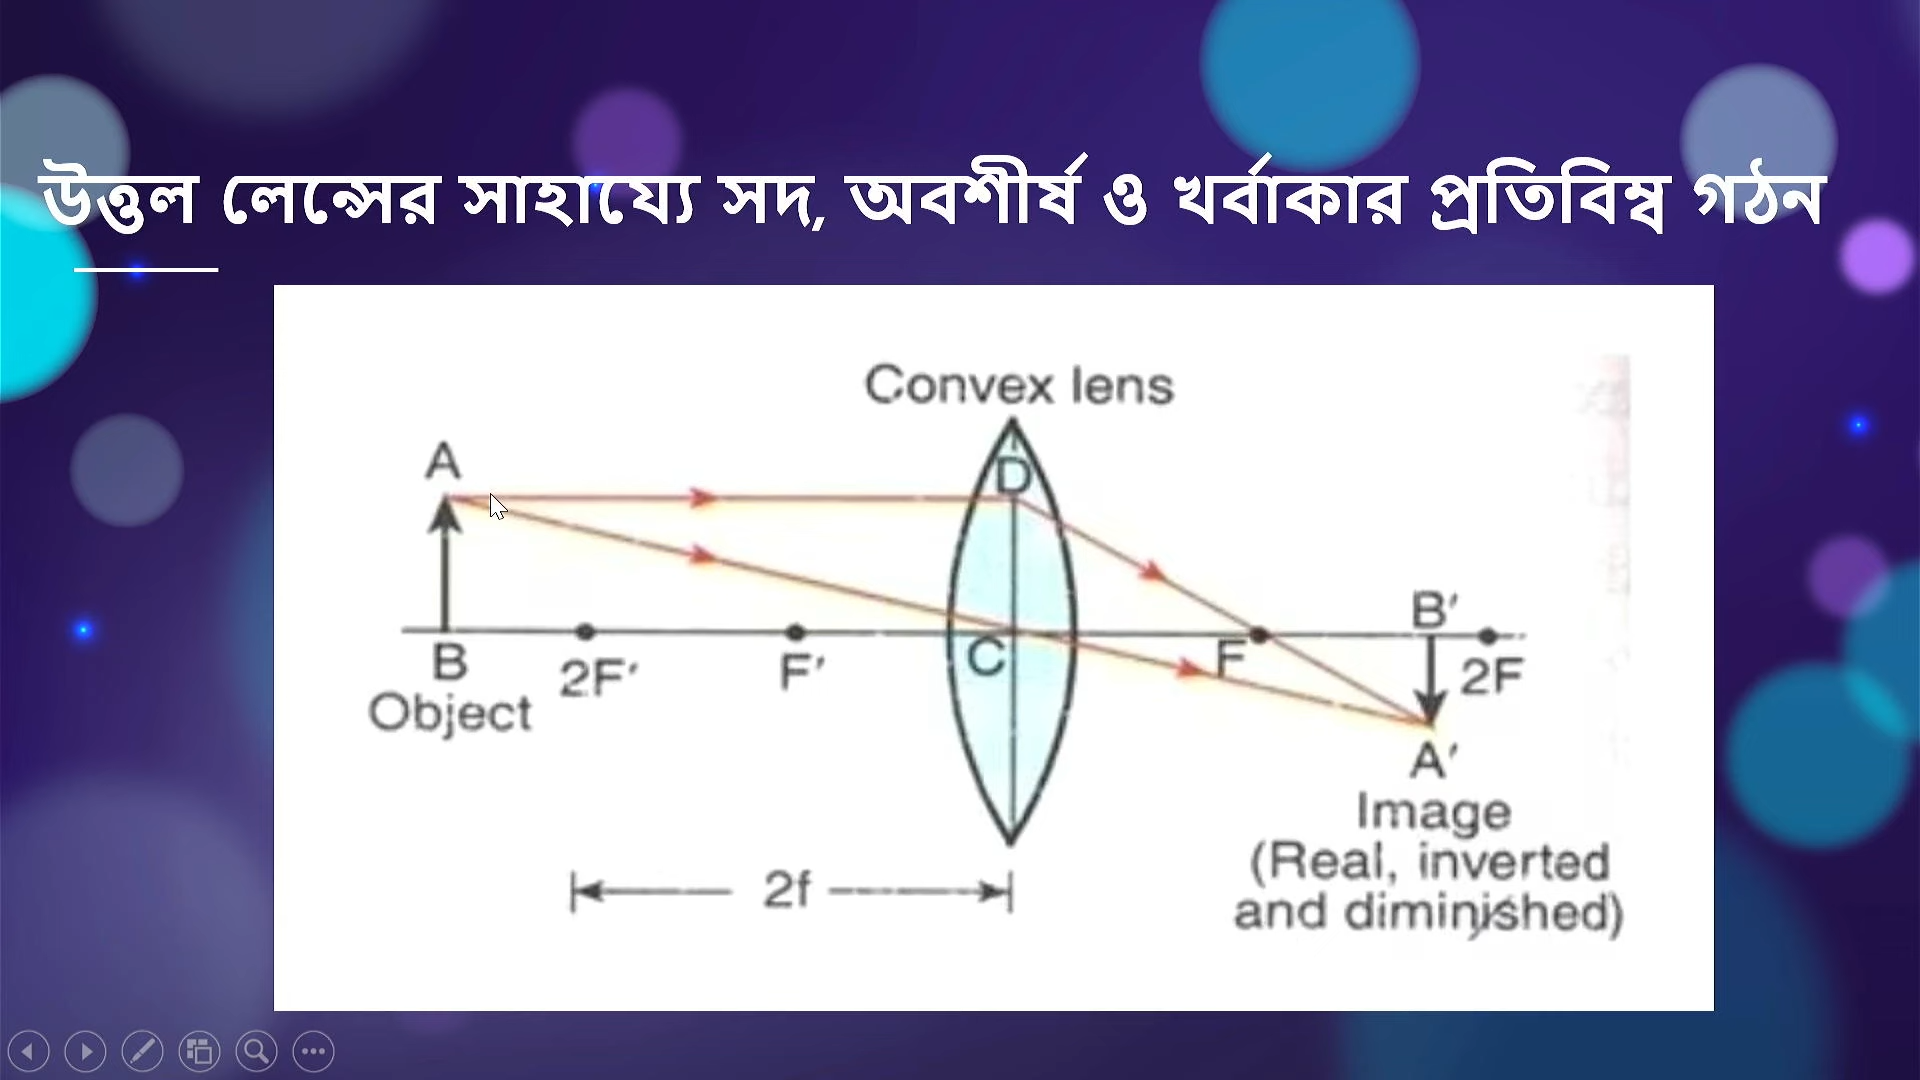 উত্তল লেন্সের সাহায্যে সদ, অবশীর্ষ ও খর্বাকার প্রতিবিম্ব গঠন
Convex lens
A
D
B
2F′
F′
C
F
B′
2F
Object
A′
Image
(Real, inverted
and diminished)
2f